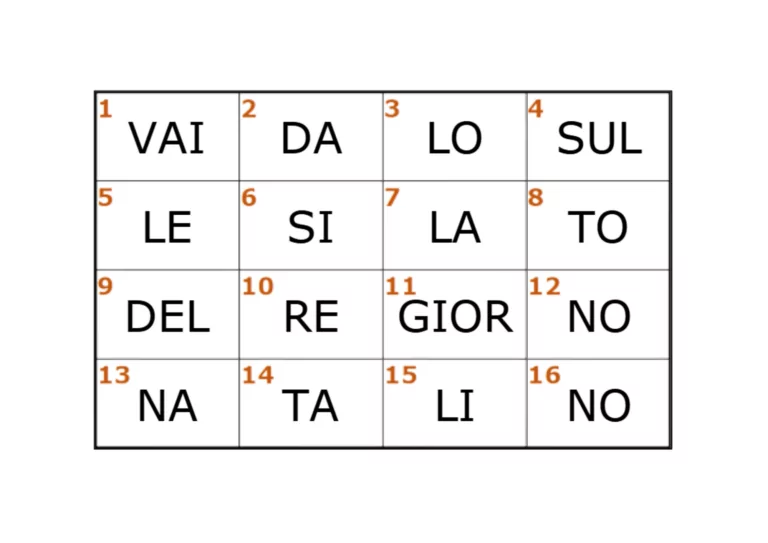 1 VAI 2 DA 3 LO 4 SUL
5 LE 6 SI 7 LA 8 TO
9 DEL 10 RE 11 GIOR 12 NO
13 NA 14 TA 15 LI 16 NO